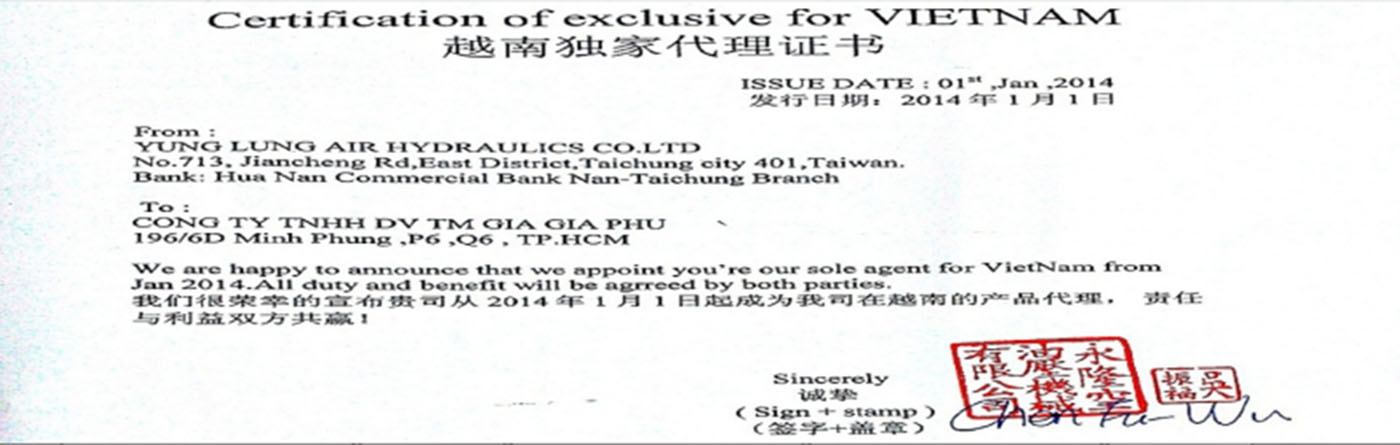 Certification of exclusive for VIETNAM
越南独家代理证书
ISSUE DATE : 01st ,Jan ,2014
发行日期：2014 年 1 月 1 日
From :
YUNG LUNG AIR HYDRAULICS CO.LTD
No.713, Jiancheng Rd,East District,Taichung city 401,Taiwan.
Bank: Hua Nan Commercial Bank Nan-Taichung Branch
To :
CONG TY TNHH DV TM GIA GIA PHU
196/6D Minh Phung ,P6 ,Q6 , TP.HCM
We are happy to announce that we appoint you're our sole agent for VietNam from
Jan 2014.All duty and benefit will be agrreed by both parties.
我们很荣幸的宣布贵司从 2014 年 1 月 1 日起成为我司在越南的产品代理， 责任
与利益双方共赢！
Sincerely
诚挚
( Sign + stamp )
（签字+盖章）
永隆空
油壓機械
有限公司
吳
振福
Chen Fu-Wu